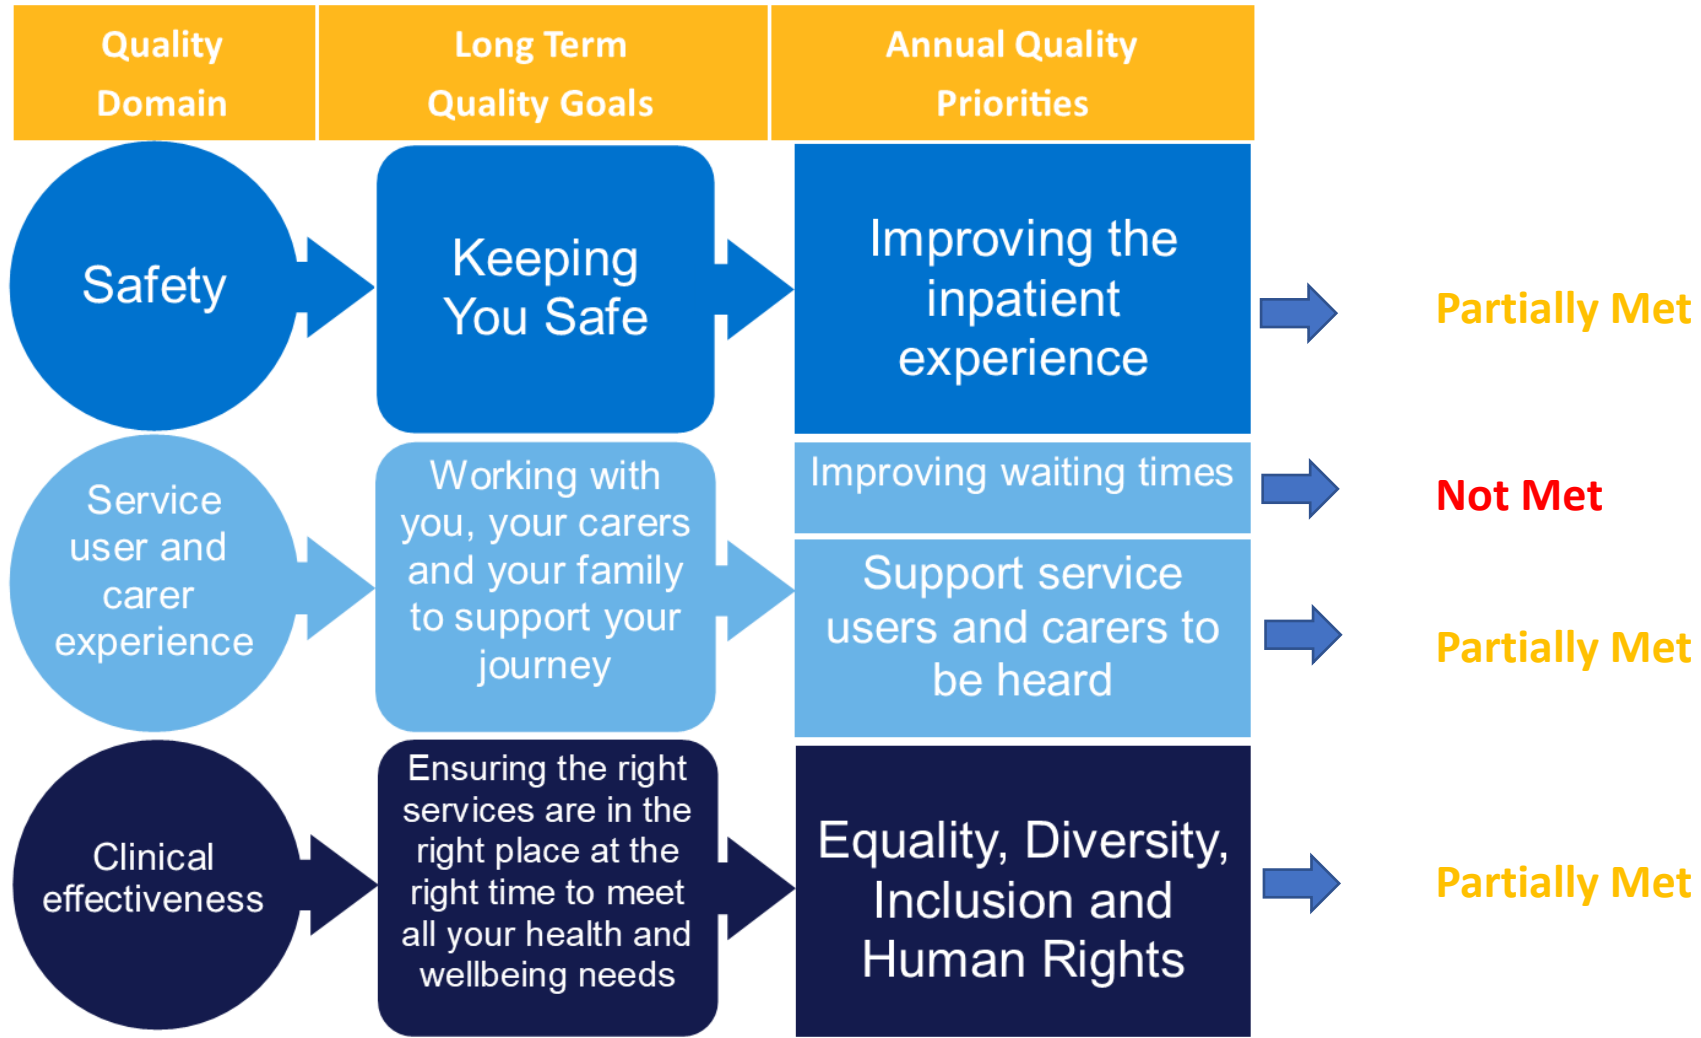 Quality
Domain
Long Term
Quality Goals
Annual Quality
Priorities
Safety
Keeping
You Safe
Improving the
inpatient
experience
Partially Met
Service
user and
carer
experience
Working with
you, your carers
and your family
to support your
journey
Improving waiting times
Not Met
Support service
users and carers to
be heard
Partially Met
Clinical
effectiveness
Ensuring the right
services are in the
right place at the
right time to meet
all your health and
wellbeing needs
Equality, Diversity,
Inclusion and
Human Rights
Partially Met